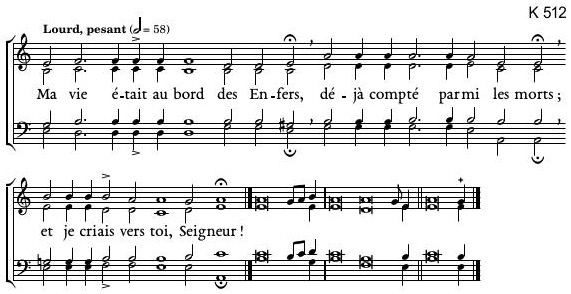 K 512
Lourd, pesant (𝅗𝅥 = 58)
Ma vie é-tait au bord des En-fers, dé-jà compté parmi les morts ;
et je criais vers toi, Seigneur !